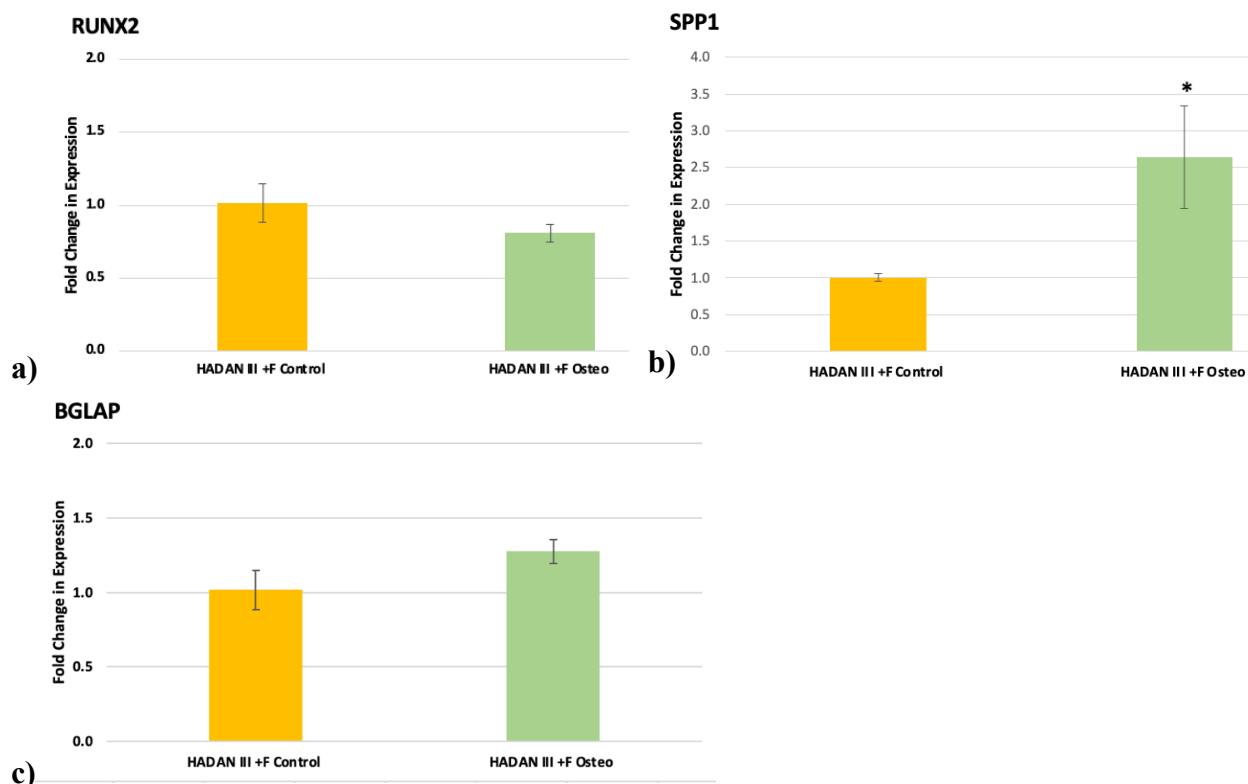 RUNX2
2.0
1.5
1.0
0.5
0.0
Fold Change in Expression
HADAN III +F Control
HADAN III +F Osteo
a)
SPP1
4.0
3.5
3.0
2.5
2.0
1.5
1.0
0.5
0.0
Fold Change in Expression
*
HADAN III +F Control
HADAN III +F Osteo
b)
BGLAP
2.0
1.5
1.0
0.5
0.0
Fold Change in Expression
HADAN III +F Control
HADAN III +F Osteo
c)